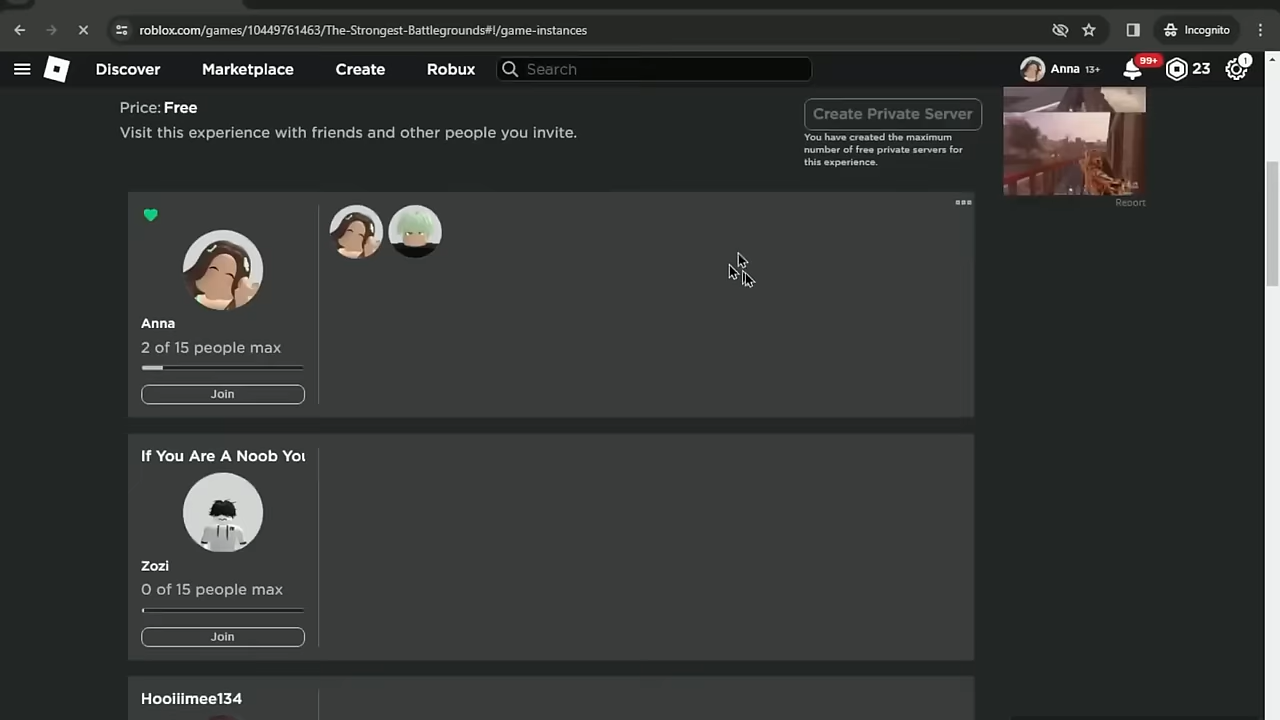 roblox.com/games/10449761463/The-Strongest-Battlegrounds#!/game-instances
Incognito
Discover
Marketplace
Create
Robux
Search
Anna 13+
99+
23
1
Price: Free
Visit this experience with friends and other people you invite.
Create Private Server
You have created the maximum
number of free private servers for
this experience.
Report
Anna
2 of 15 people max
Join
If You Are A Noob You
Zozi
0 of 15 people max
Join
Hooiiimee134